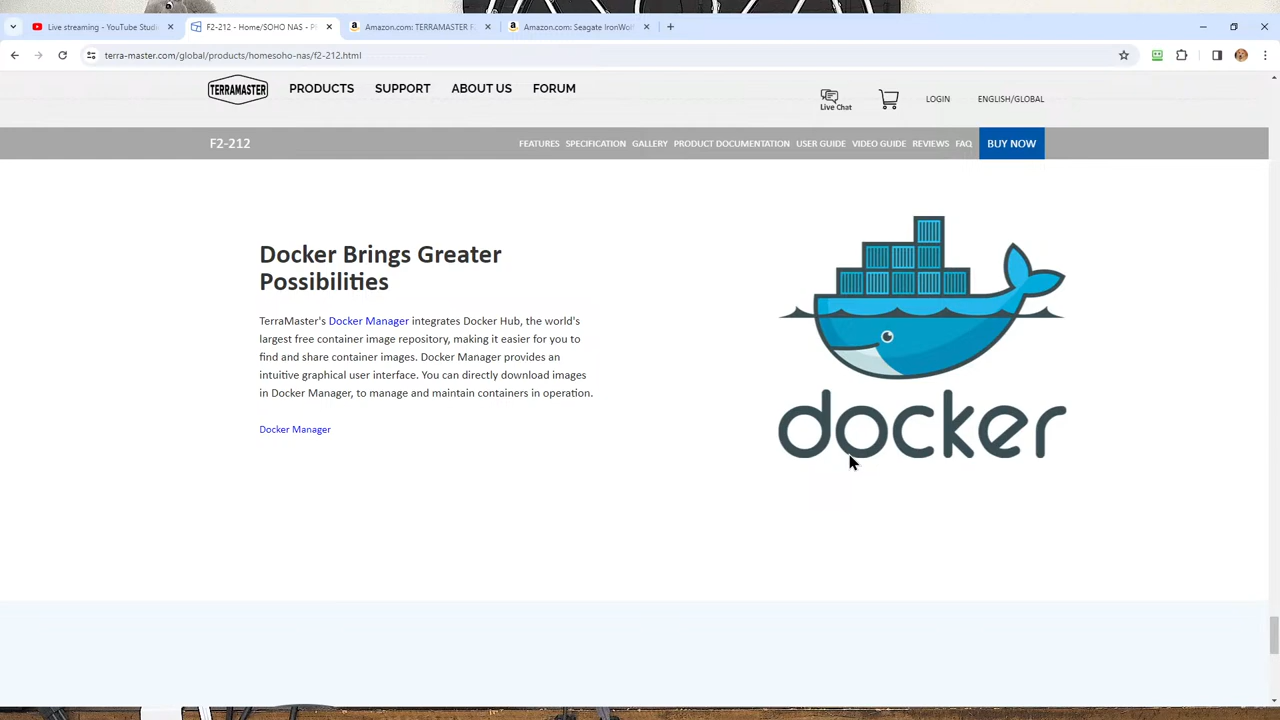 Live streaming - YouTube Studi
F2-212 - Home/SOHO NAS - P
Amazon.com: TERRAMASTER F
Amazon.com: Seagate IronWol
terra-master.com/global/products/homesoho-nas/f2-212.html
TERRAMASTER
PRODUCTS SUPPORT ABOUT US FORUM
Live Chat
LOGIN
ENGLISH/GLOBAL
F2-212
FEATURES SPECIFICATION GALLERY PRODUCT DOCUMENTATION USER GUIDE VIDEO GUIDE REVIEWS FAQ BUY NOW
Docker Brings Greater
Possibilities
TerraMaster's Docker Manager integrates Docker Hub, the world's
largest free container image repository, making it easier for you to
find and share container images. Docker Manager provides an
intuitive graphical user interface. You can directly download images
in Docker Manager, to manage and maintain containers in operation.
Docker Manager
docker